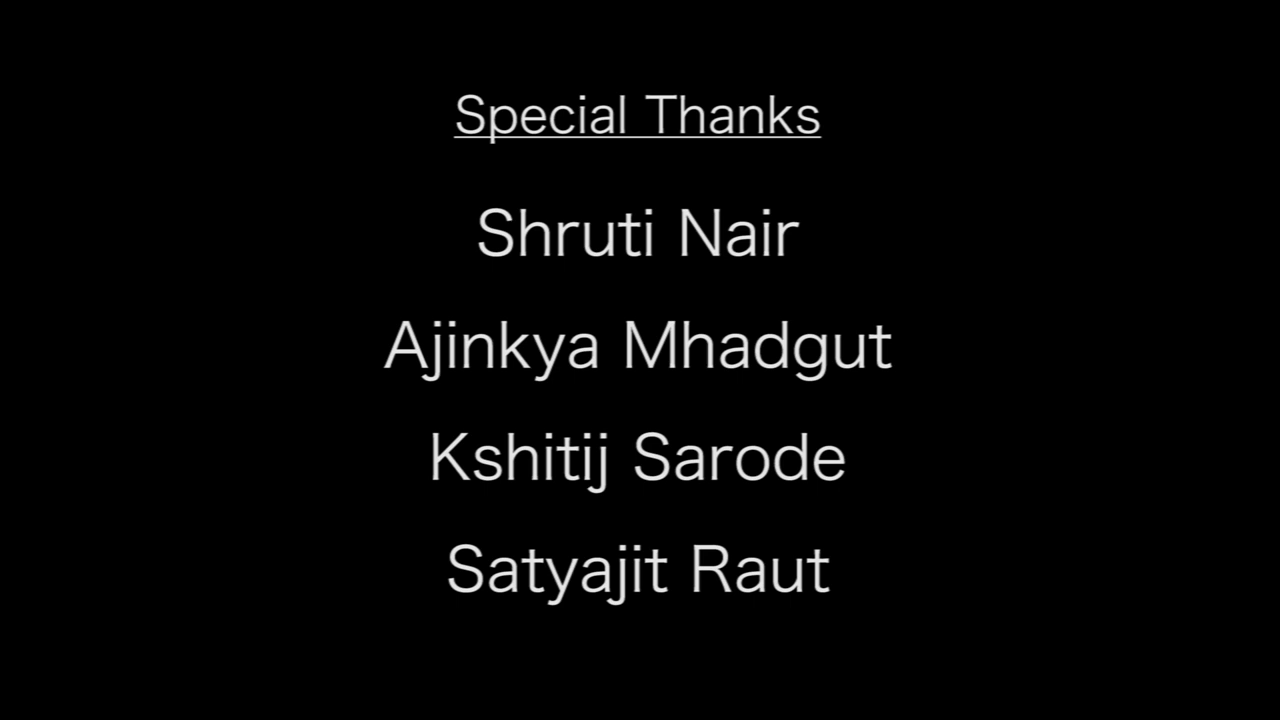 Special Thanks
Shruti Nair
Ajinkya Mhadgut
Kshitij Sarode
Satyajit Raut